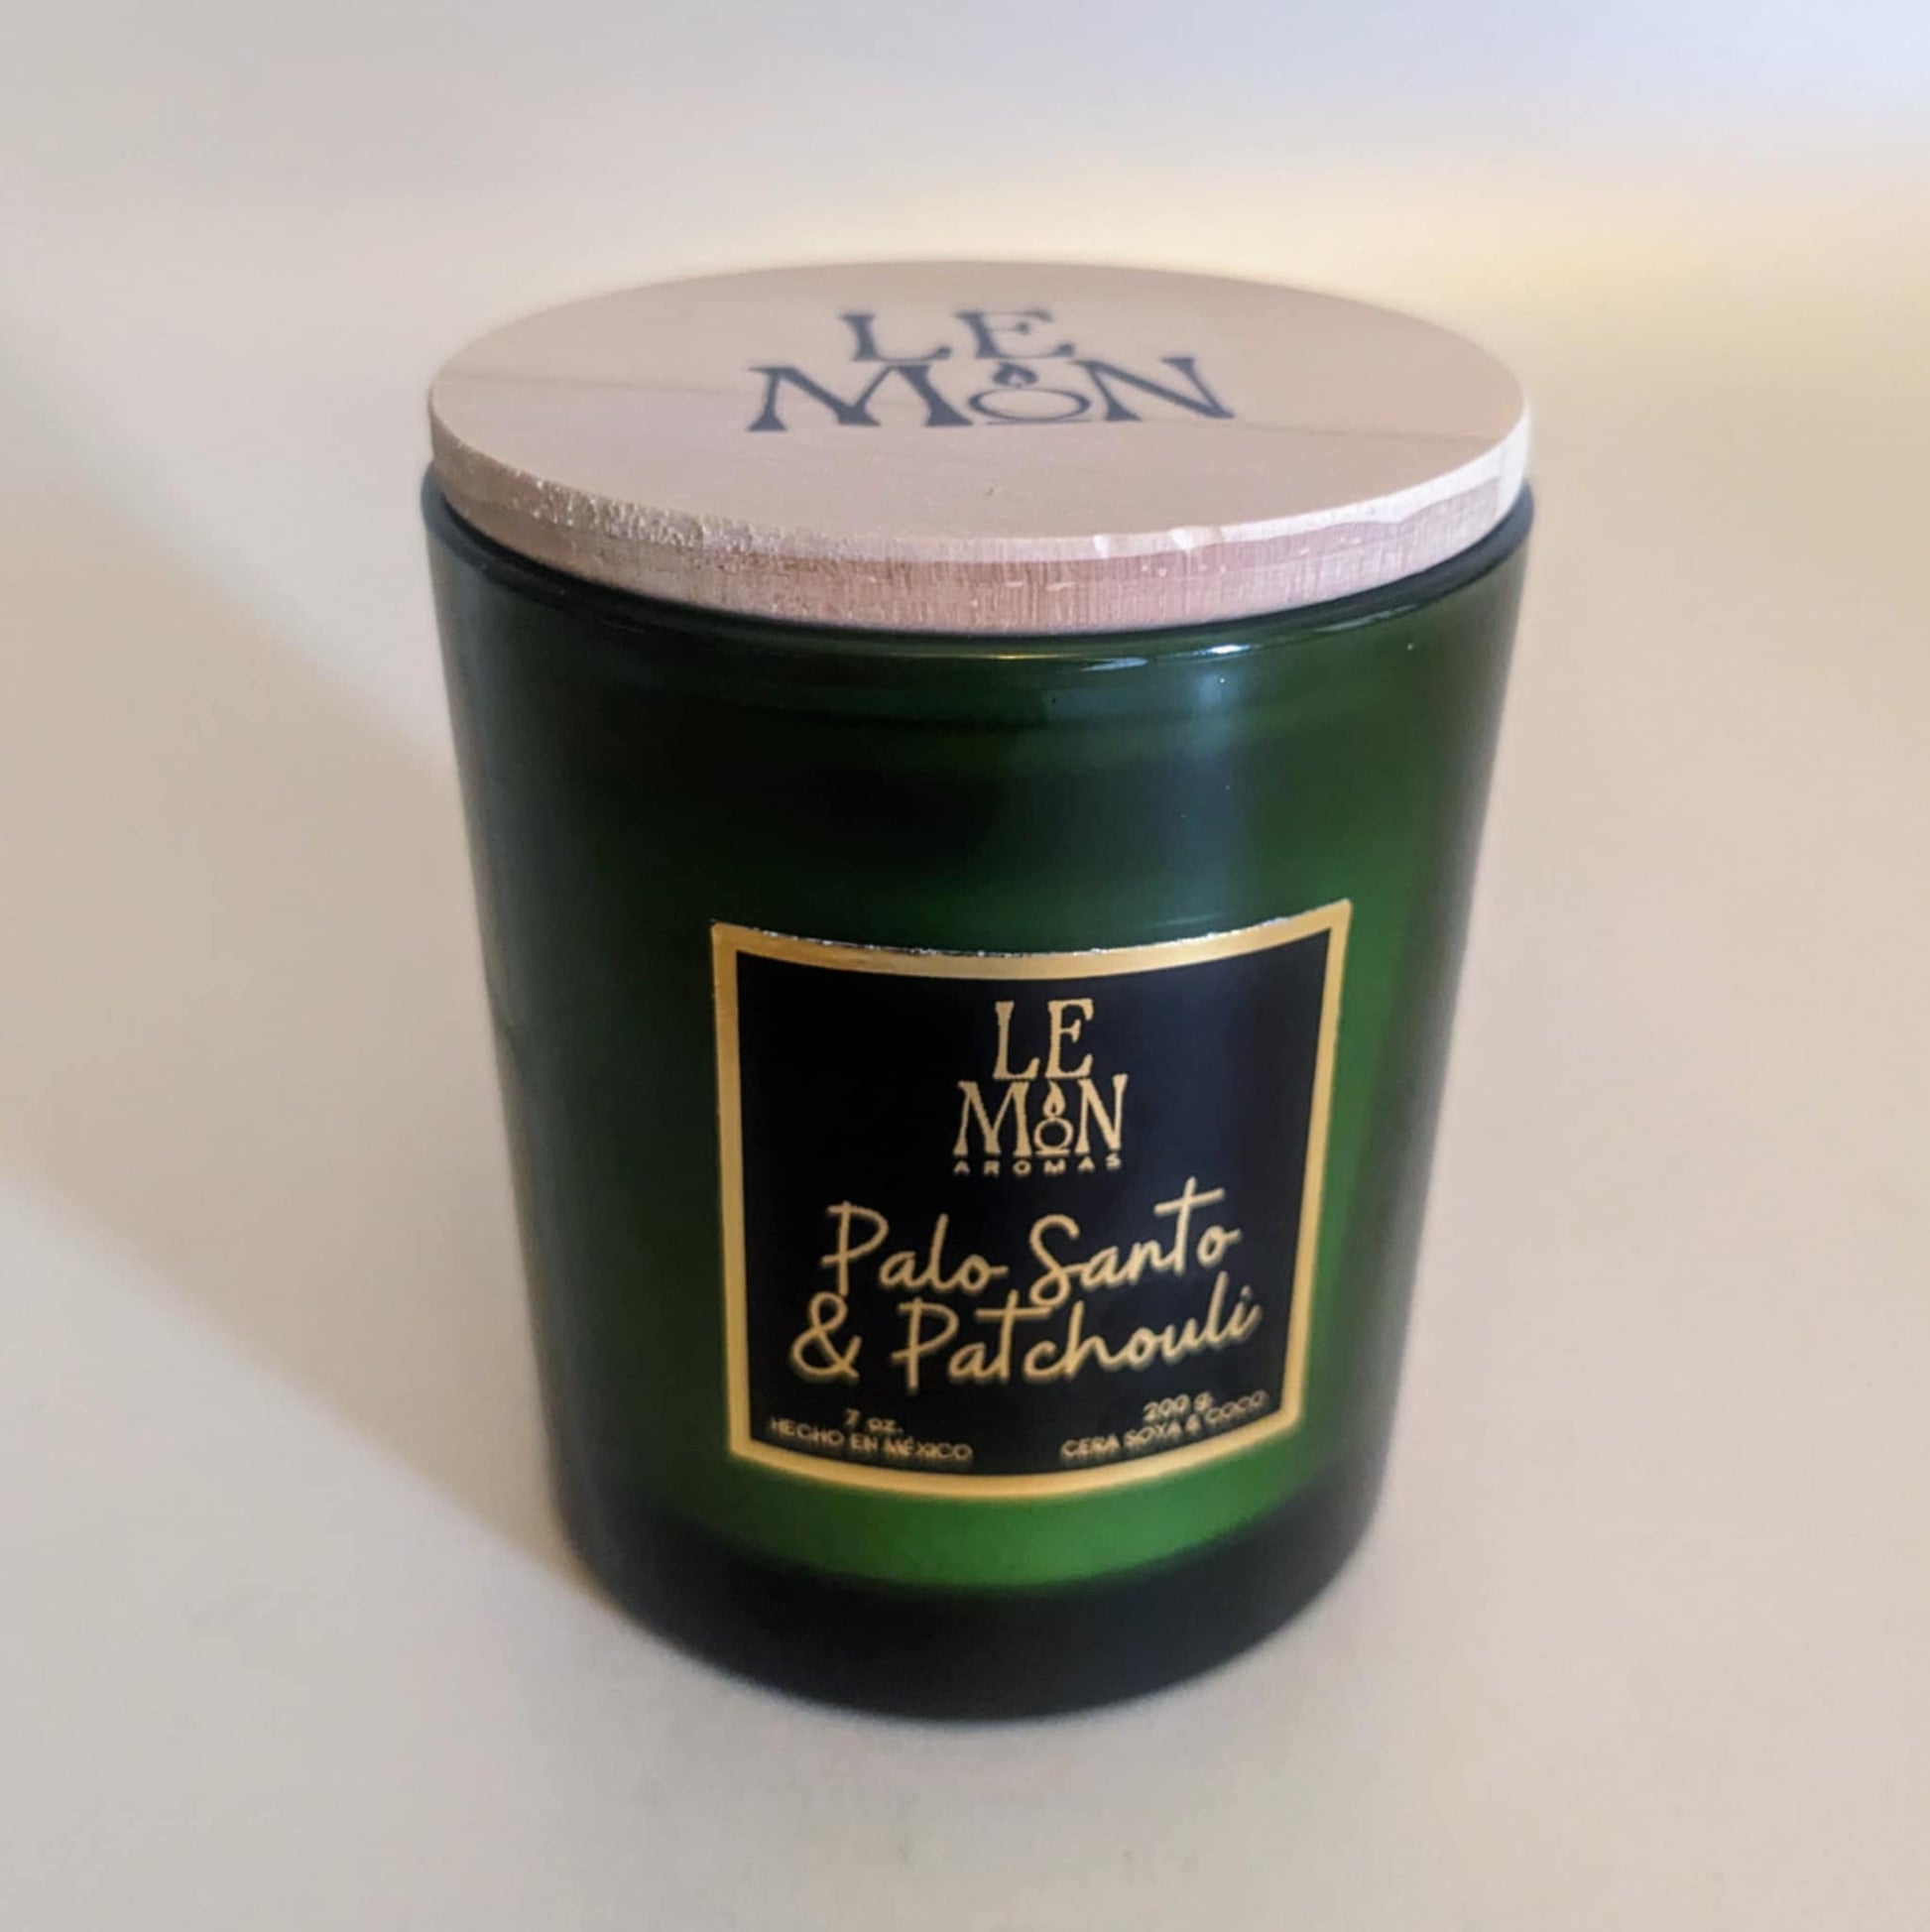 LE
MON
LE
MON
AROMAS
Palo Santo
& Patchouli
7 oz.
HECHO EN MÉXICO
200 g.
CERA SOYA & COCO